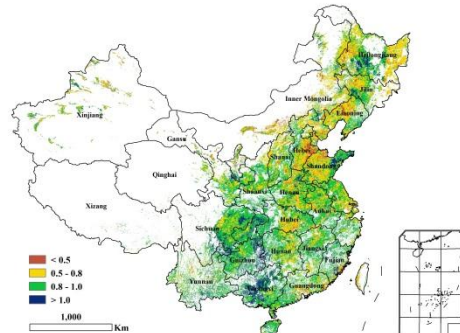 Heilongjiang
Jilin
Inner Mongolia
Liaoning
Xinjiang
Gansu
Hebei
Shanxi
Shandong
Qinghai
Shaanxi
Henan
Xizang
Anhui
Sichuan
Hubei
Hunan
Jiangxi
Guizhou
Fujian
Yunnan
Guangxi
Guangdong
< 0.5
0.5 - 0.8
0.8 - 1.0
> 1.0
1,000
Km